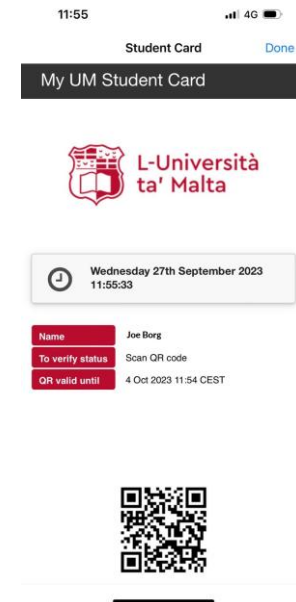 11:55 4G
Student Card Done
My UM Student Card
L-Università
ta' Malta
Wednesday 27th September 2023
11:55:33
Name Joe Borg
To verify status Scan QR code
QR valid until 4 Oct 2023 11:54 CEST